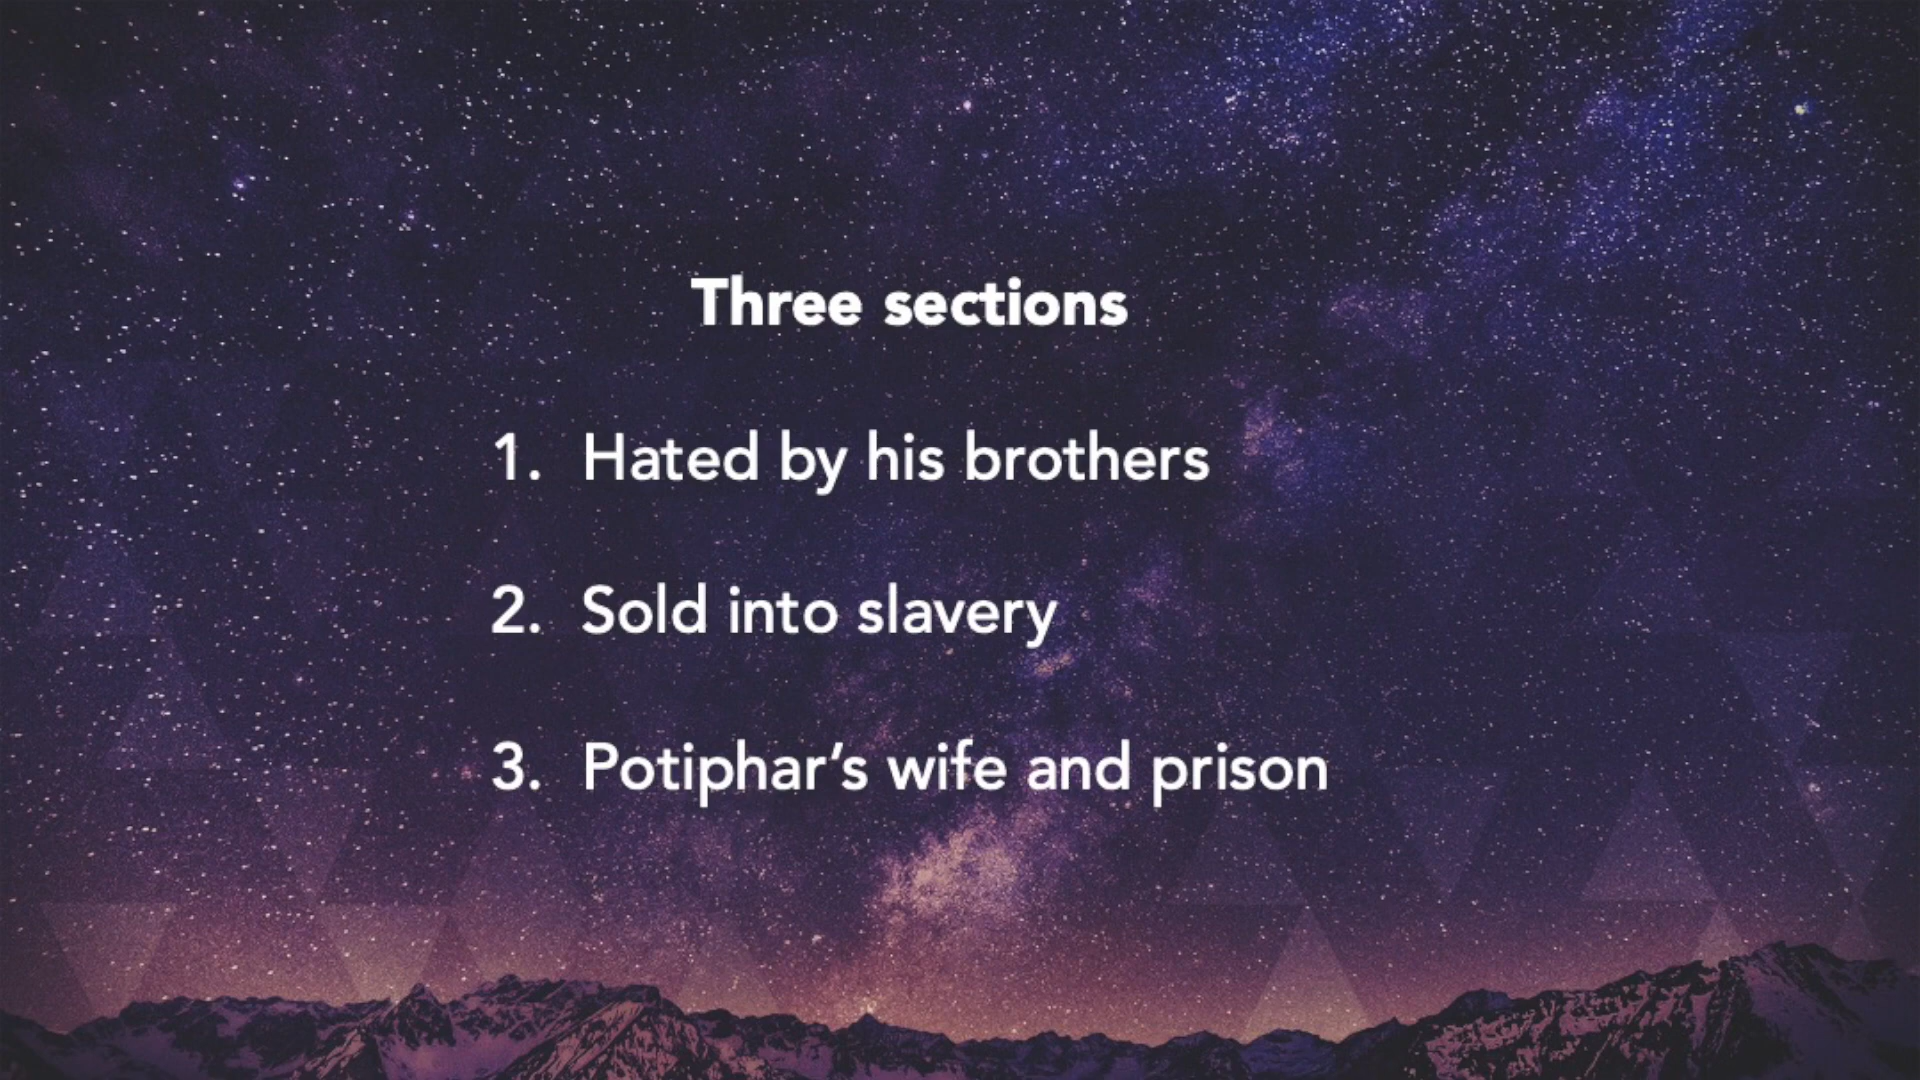 Three sections
1. Hated by his brothers
2. Sold into slavery
3. Potiphar’s wife and prison